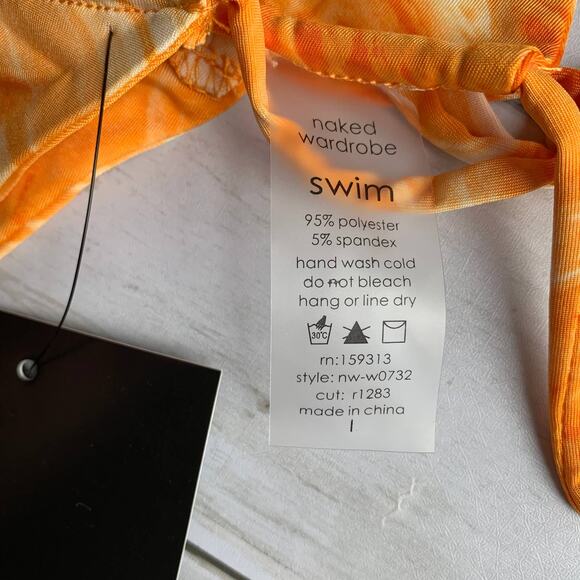 naked
wardrobe
swim
95% polyester
5% spandex
hand wash cold
do not bleach
hang or line dry
30°C
rn:159313
style: nw-w0732
cut: r1283
made in china
l